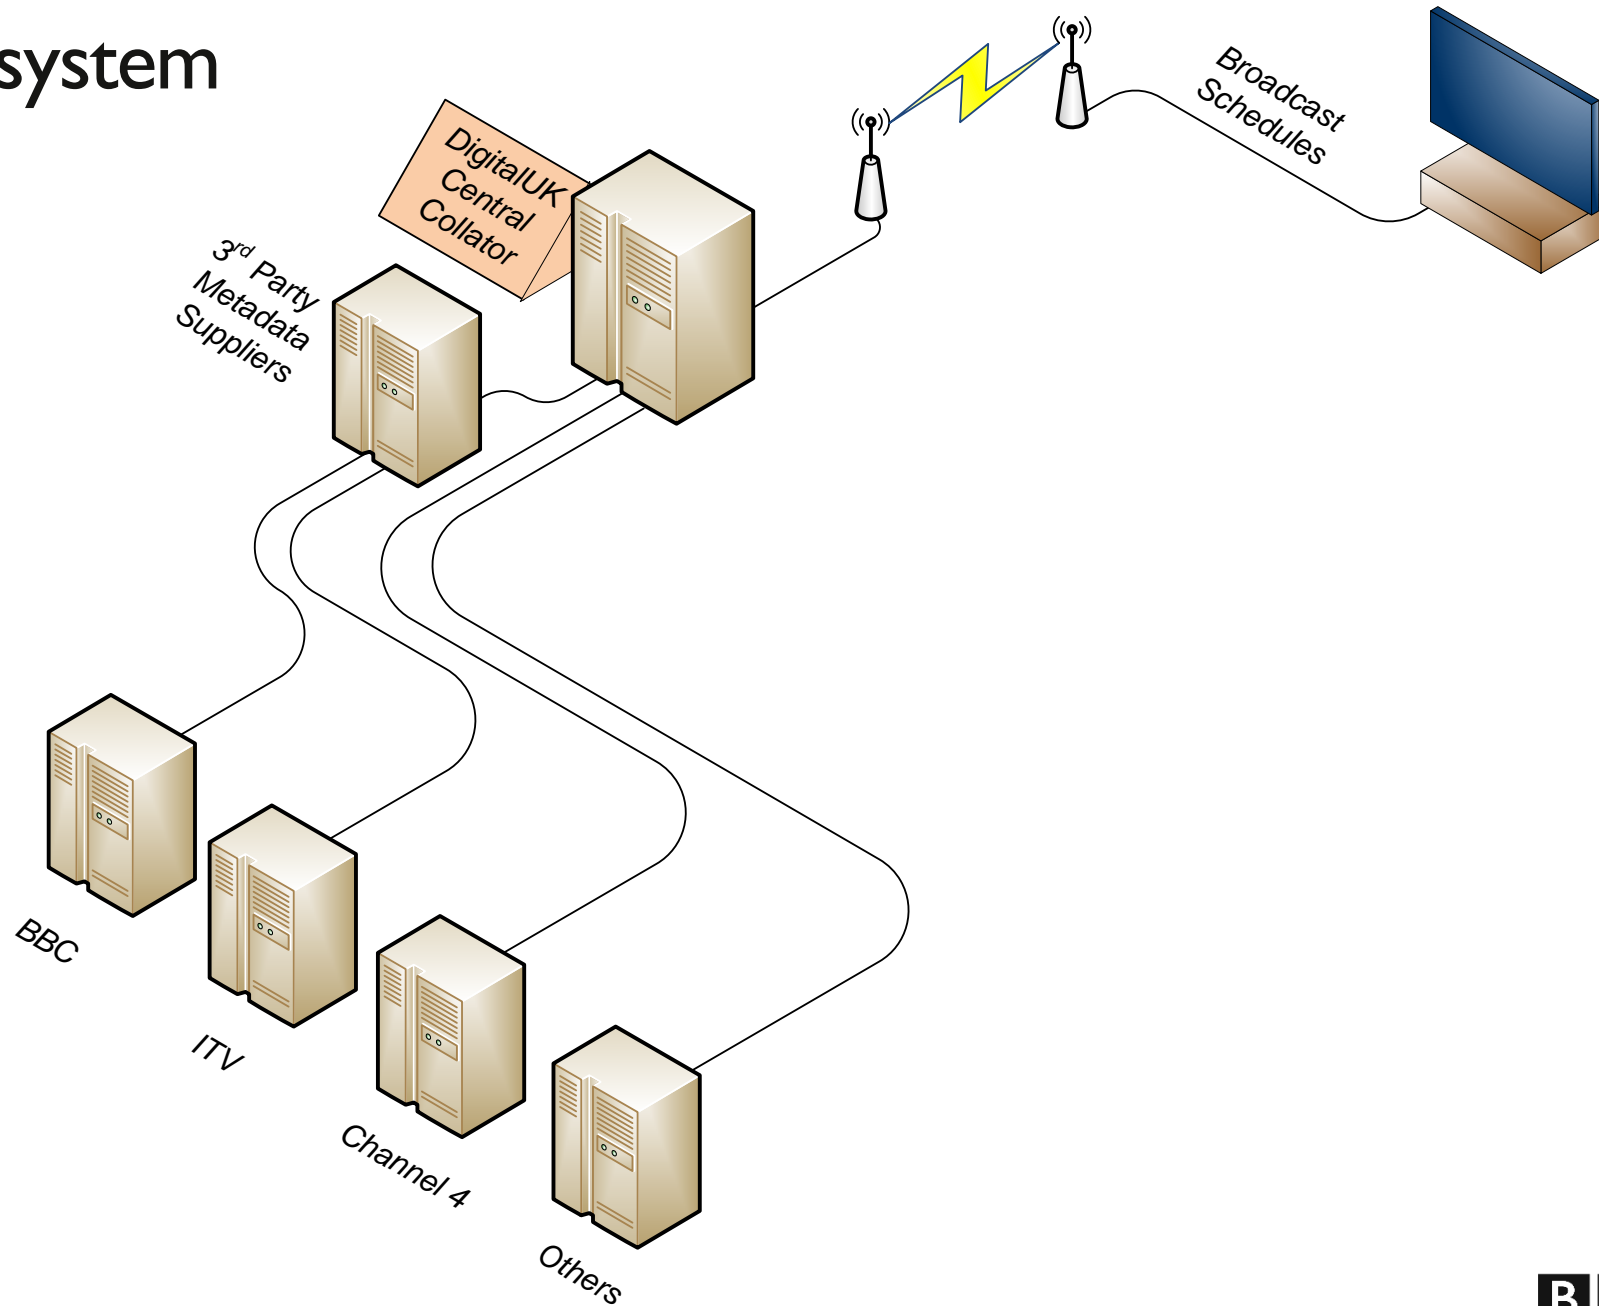 system
Broadcast
Schedules
DigitalUK
Central
Collator
3rd Party
Metadata
Suppliers
BBC
ITV
Channel 4
Others
B